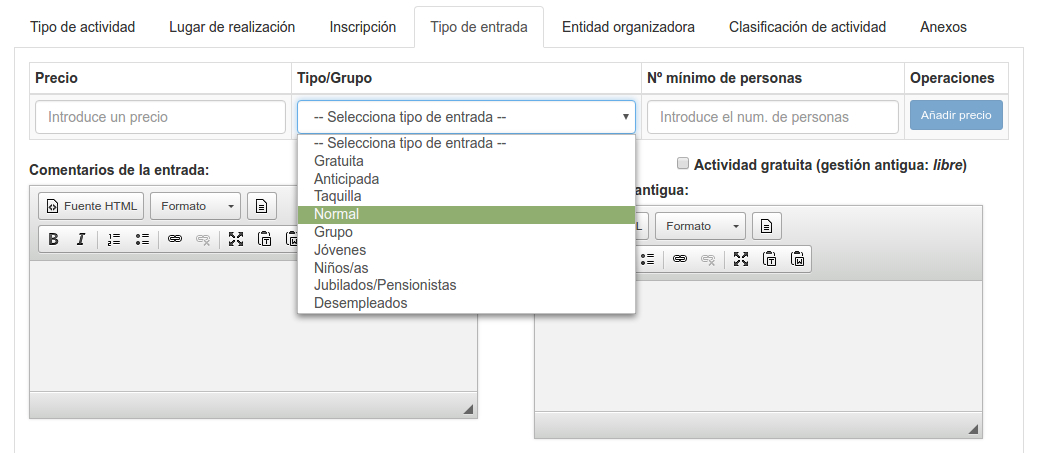 Tipo de actividad Lugar de realización Inscripción Tipo de entrada Entidad organizadora Clasificación de actividad Anexos
Precio Tipo/Grupo Nº mínimo de personas Operaciones
Introduce un precio -- Selecciona tipo de entrada -- Introduce el num. de personas Añadir precio
-- Selecciona tipo de entrada --
Gratuita
Anticipada
Taquilla
Normal
Grupo
Jóvenes
Niños/as
Jubilados/Pensionistas
Desempleados
Comentarios de la entrada:
Fuente HTML Formato
B I
Actividad gratuita (gestión antigua: libre)
antigua:
L Formato